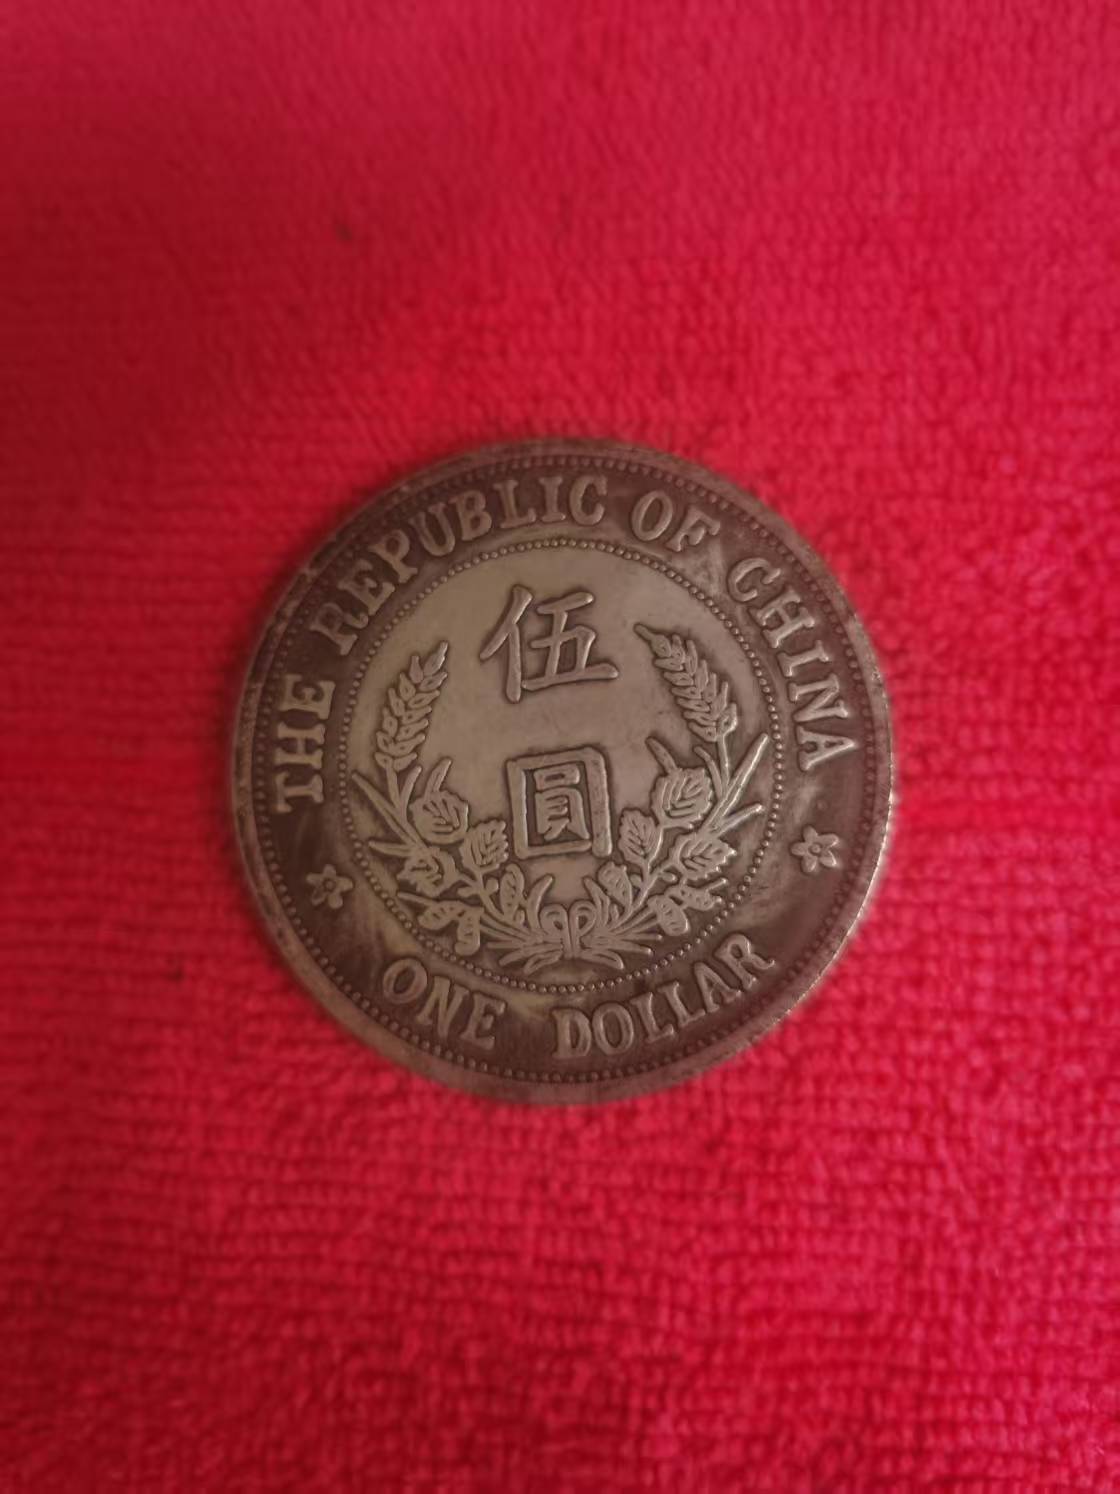 THE REPUBLIC OF CHINA
伍
圓
ONE DOLLAR